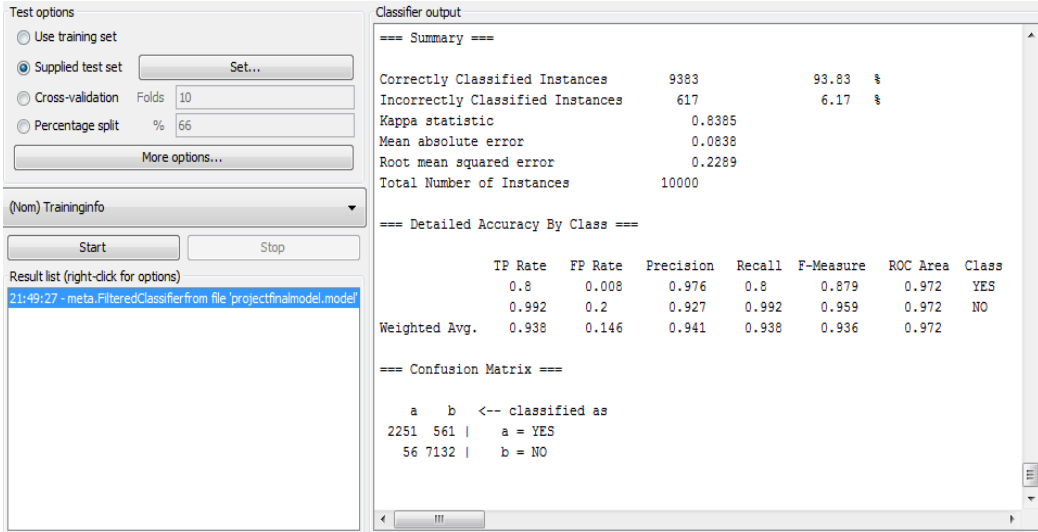 Test options
Use training set
Supplied test set Set...
Cross-validation Folds 10
Percentage split % 66
More options...
(Nom) Traininginfo
Start Stop
Result list (right-click for options)
21:49:27 - meta.FilteredClassifierfrom file 'projectfinalmodel.model'
Classifier output
=== Summary ===
Correctly Classified Instances 9383 93.83 %
Incorrectly Classified Instances 617 6.17 %
Kappa statistic 0.8385
Mean absolute error 0.0838
Root mean squared error 0.2289
Total Number of Instances 10000
=== Detailed Accuracy By Class ===
TP Rate FP Rate Precision Recall F-Measure ROC Area Class
0.8 0.008 0.976 0.8 0.879 0.972 YES
0.992 0.2 0.927 0.992 0.959 0.972 NO
Weighted Avg. 0.938 0.146 0.941 0.938 0.936 0.972
=== Confusion Matrix ===
a b <-- classified as
2251 561 | a = YES
56 7132 | b = NO